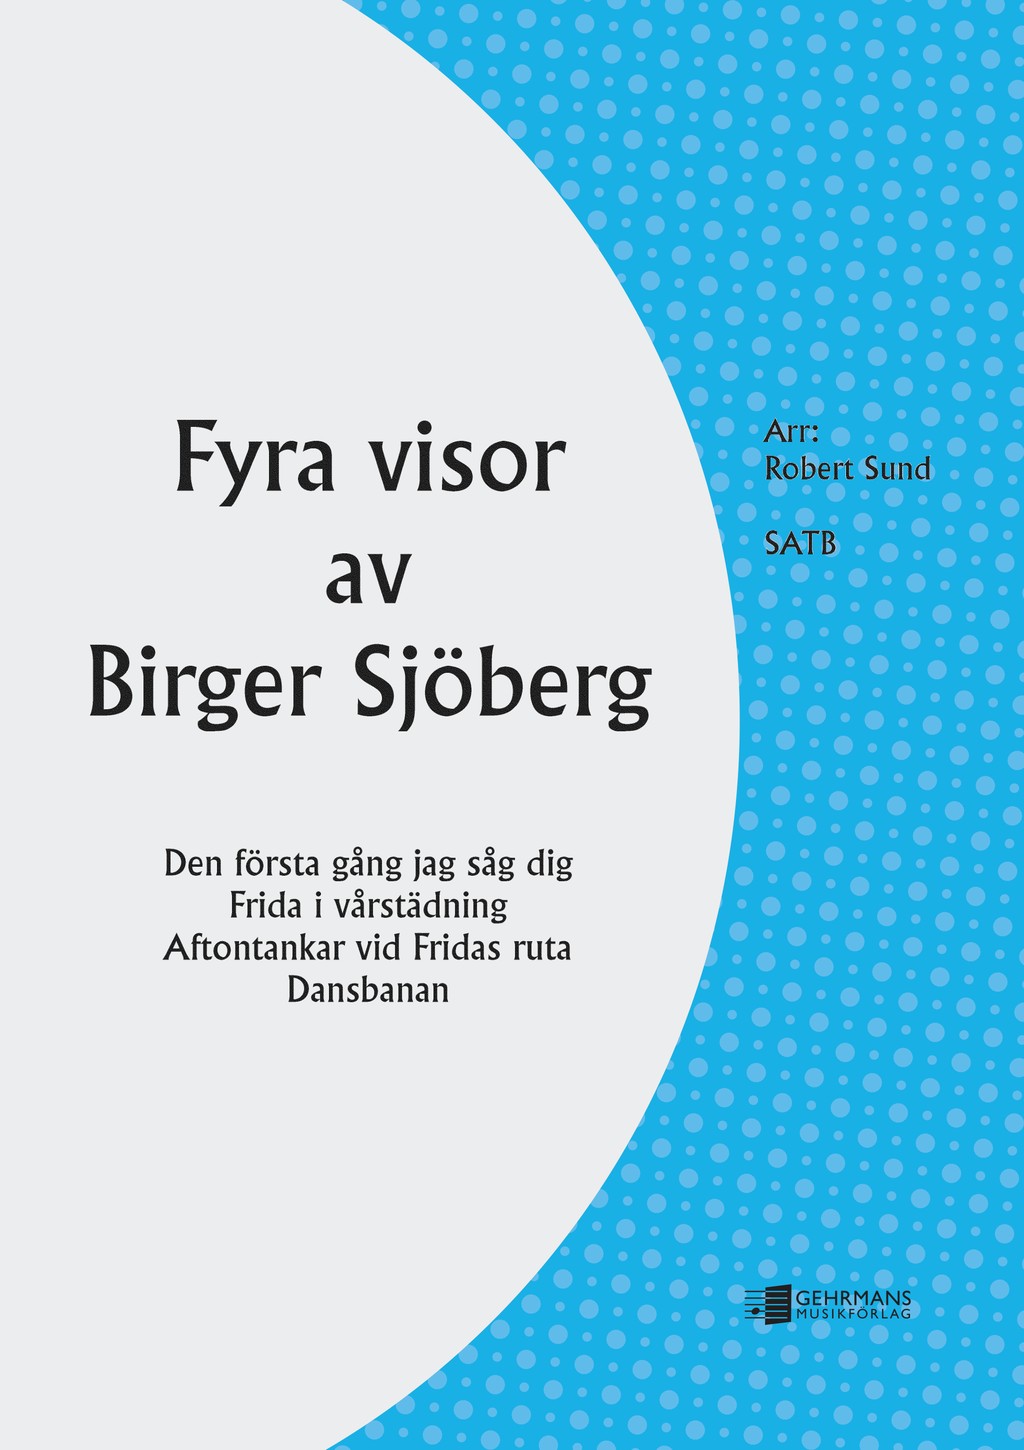 Fyra visor
av
Birger Sjöberg
Den första gång jag såg dig
Frida i vårstädning
Aftontankar vid Fridas ruta
Dansbanan
Arr:
Robert Sund
SATB
GEHRMANS
MUSIKFÖRLAG